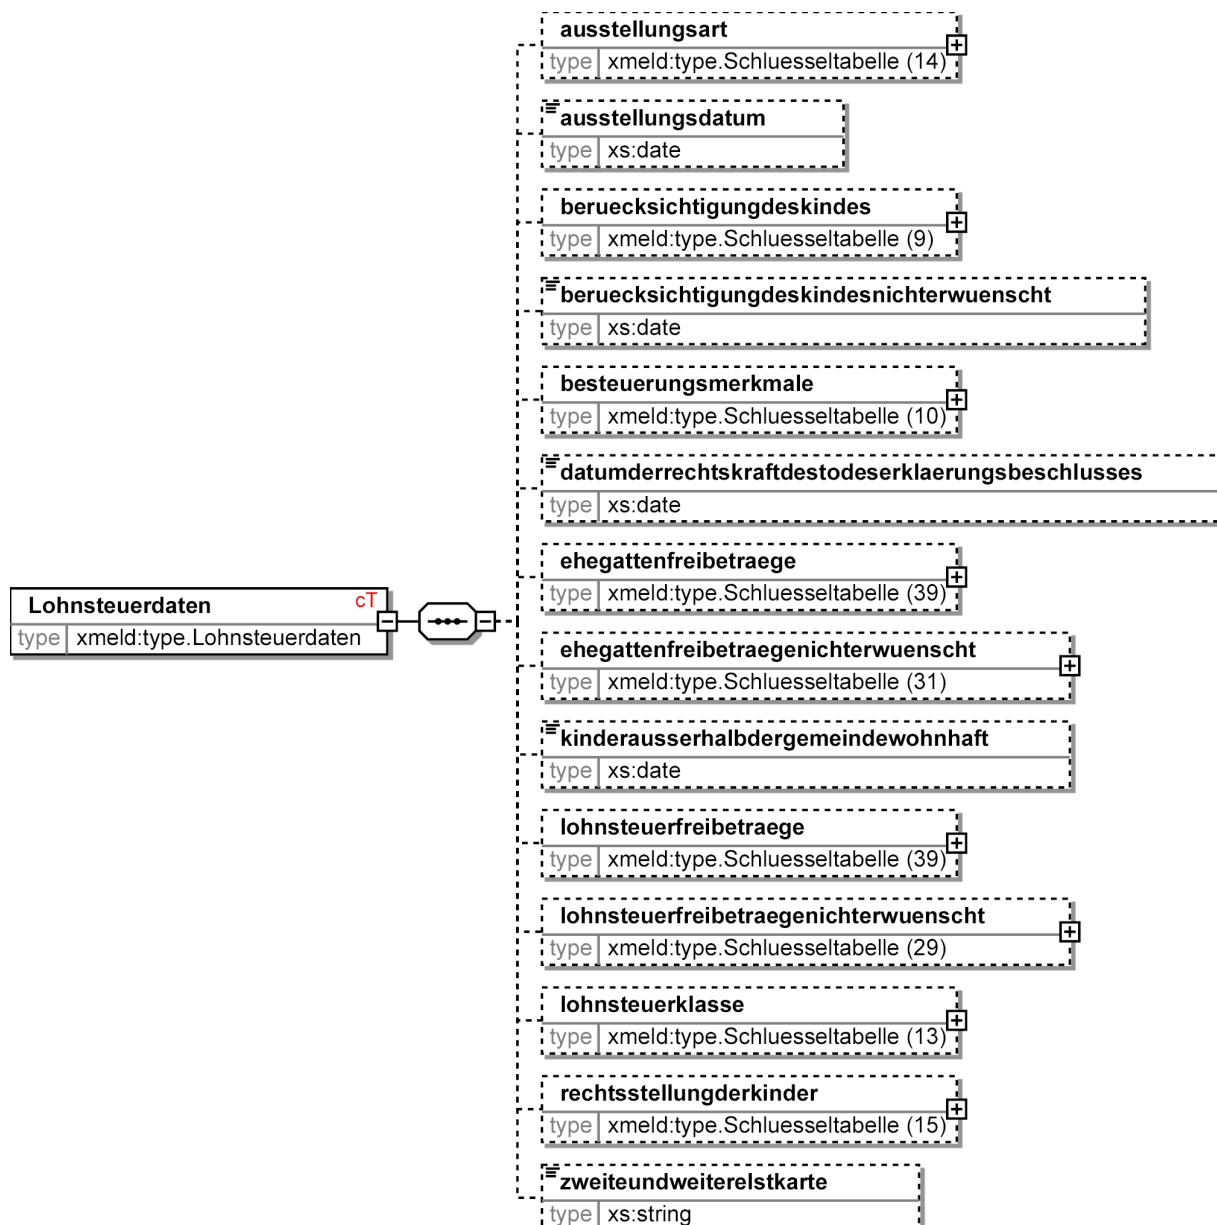 ausstellungsart
type xmeld:type.Schluesseltabelle (14)
ausstellungsdatum
type xs:date
beruecksichtigungdeskindes
type xmeld:type.Schluesseltabelle (9)
beruecksichtigungdeskindesnichterwuenscht
type xs:date
besteuerungsmerkmale
type xmeld:type.Schluesseltabelle (10)
datumderrechtskraftdestodeserklaerungsbeschlusses
type xs:date
ehegattenfreibetraege
type xmeld:type.Schluesseltabelle (39)
Lohnsteuerdaten cT
type xmeld:type.Lohnsteuerdaten
ehegattenfreibetraegenichterwuenscht
type xmeld:type.Schluesseltabelle (31)
kinderausserhalbdergemeindewohnhaft
type xs:date
lohnsteuerfreibetraege
type xmeld:type.Schluesseltabelle (39)
lohnsteuerfreibetraegenichterwuenscht
type xmeld:type.Schluesseltabelle (29)
lohnsteuerklasse
type xmeld:type.Schluesseltabelle (13)
rechtsstellungderkinder
type xmeld:type.Schluesseltabelle (15)
zweiteundweiterelstkarte
type xs:string